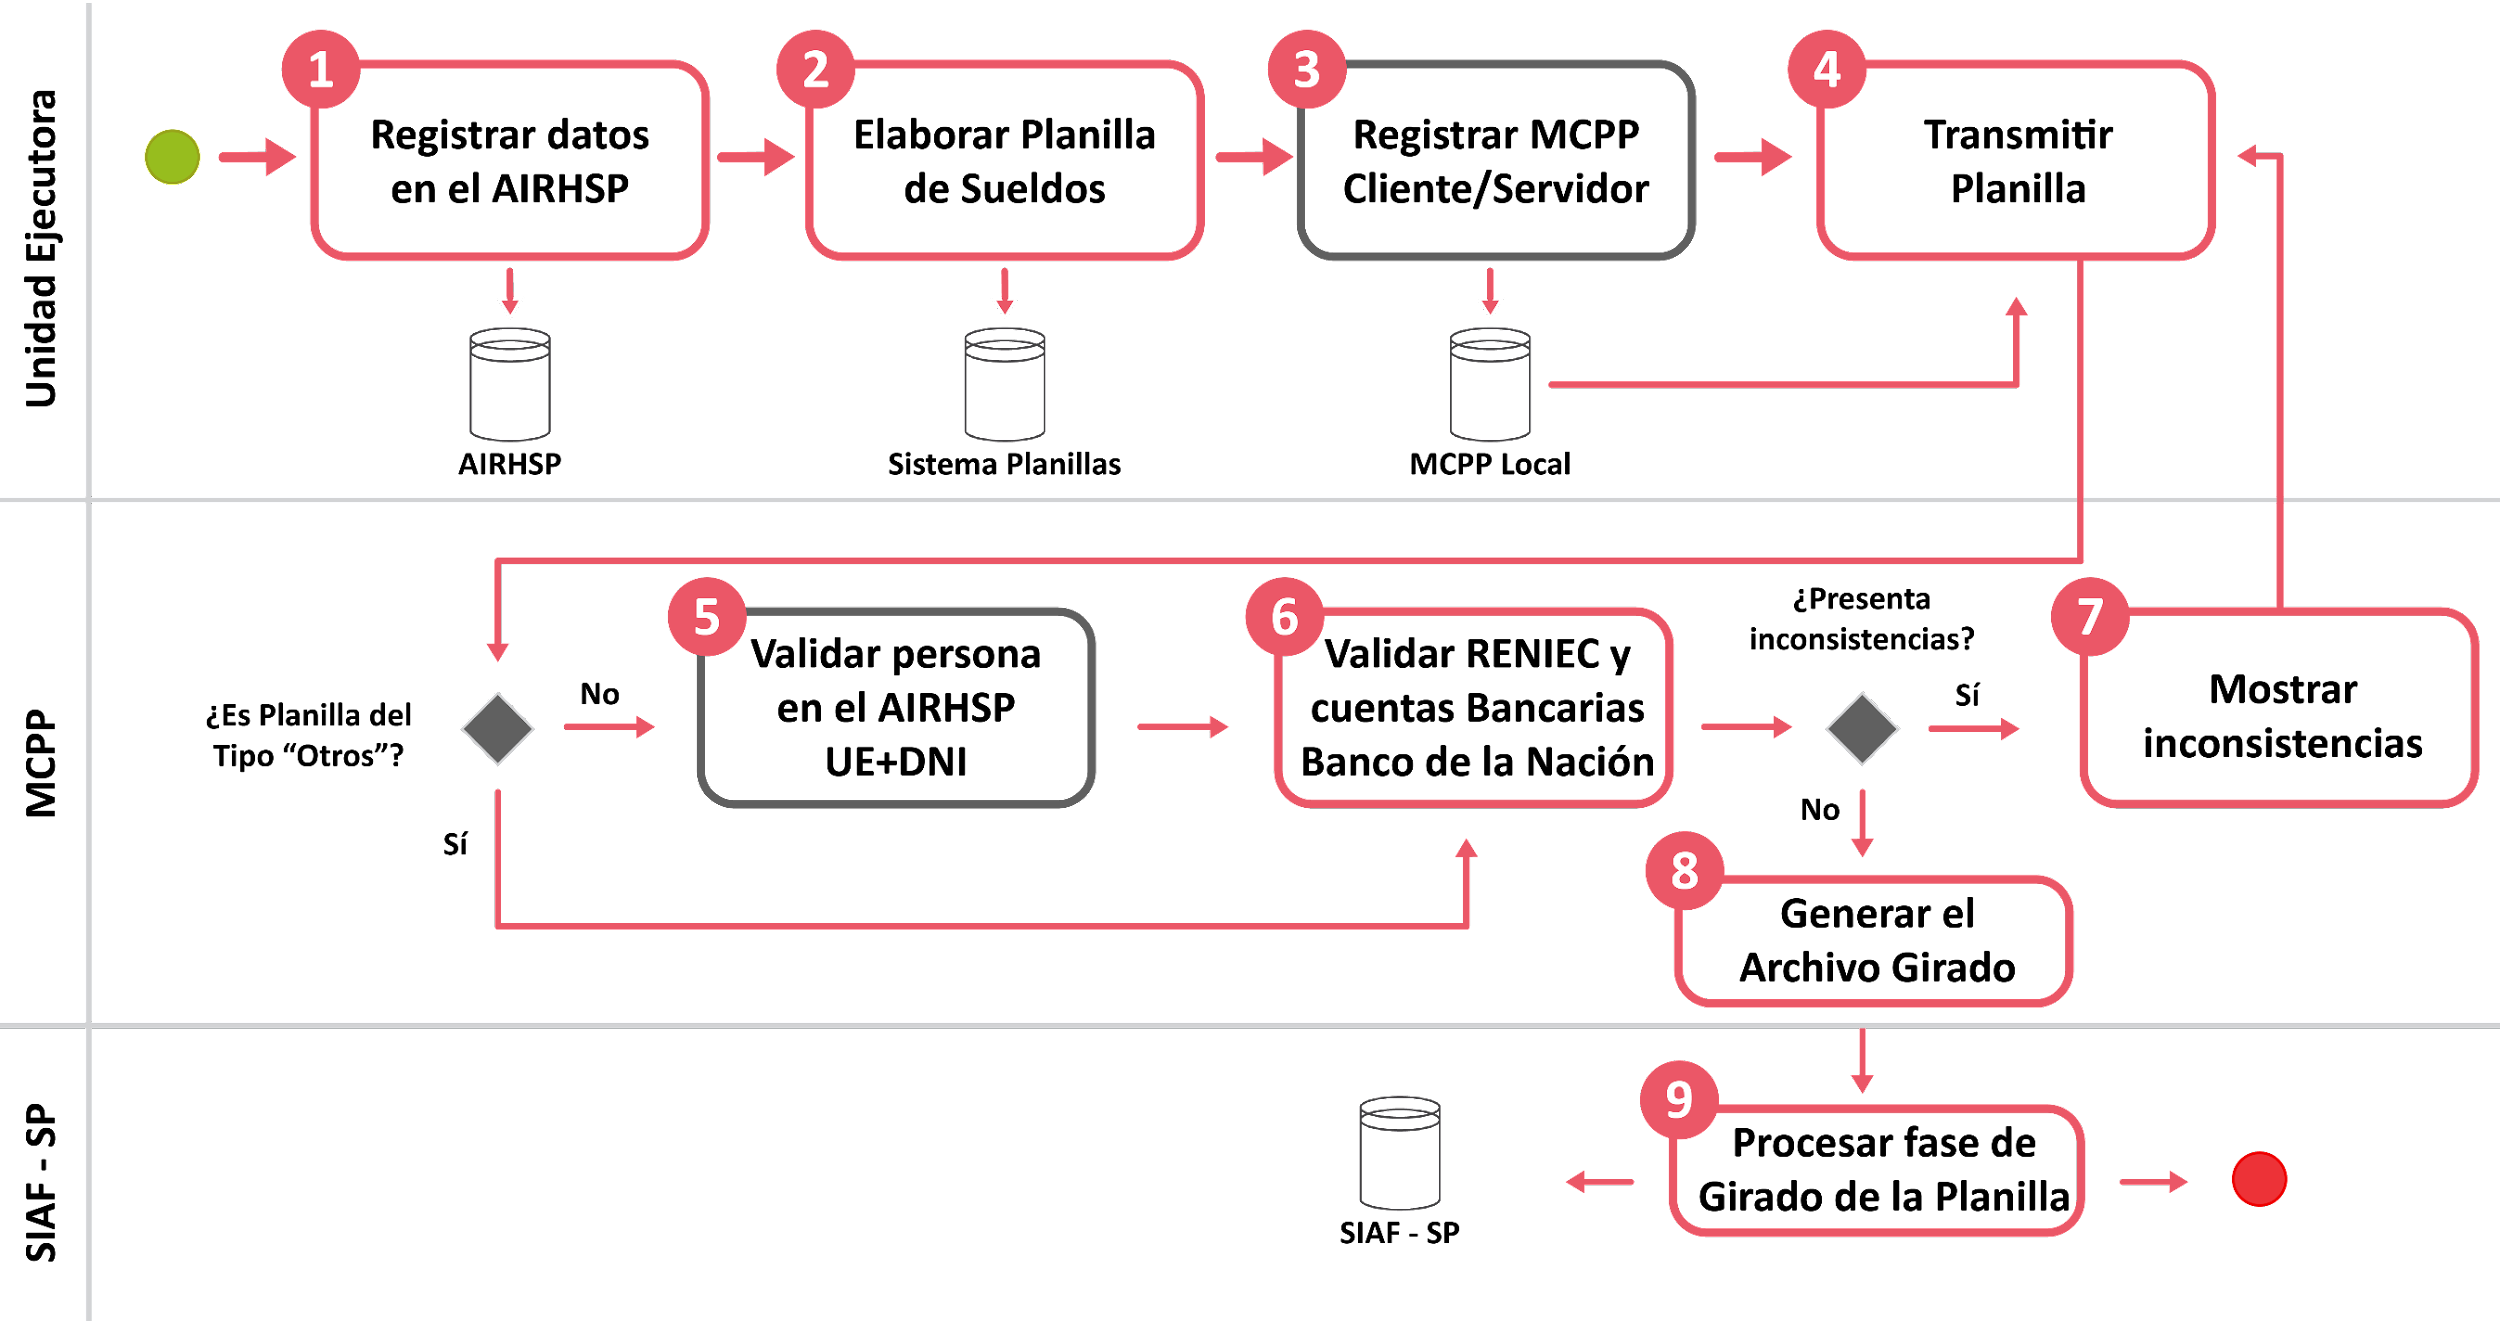 Unidad Ejecutora
1
Registrar datos
en el AIRHSP
2
Elaborar Planilla
de Sueldos
3
Registrar MCPP
Cliente/Servidor
4
Transmitir
Planilla
AIRHSP
Sistema Planillas
MCPP Local
MCPP
¿Es Planilla del
Tipo “Otros”?
No
Sí
5
Validar persona
en el AIRHSP
UE+DNI
6
Validar RENIEC y
cuentas Bancarias
Banco de la Nación
¿Presenta
inconsistencias?
Sí
No
7
Mostrar
inconsistencias
8
Generar el
Archivo Girado
SIAF - SP
SIAF - SP
9
Procesar fase de
Girado de la Planilla